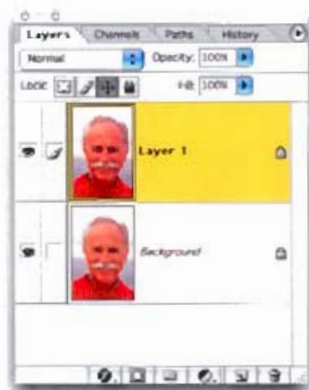 Layers Channels Paths History
Normal Opacity: 100%
Lock: Fill: 100%
Layer 1
Background